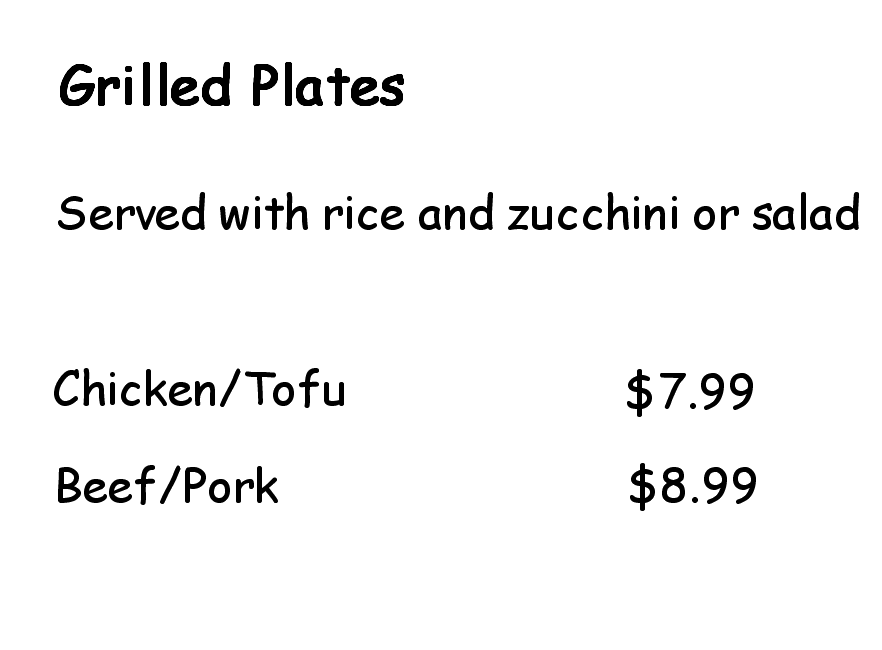 Grilled Plates
Served with rice and zucchini or salad
Chicken/Tofu $7.99
Beef/Pork $8.99